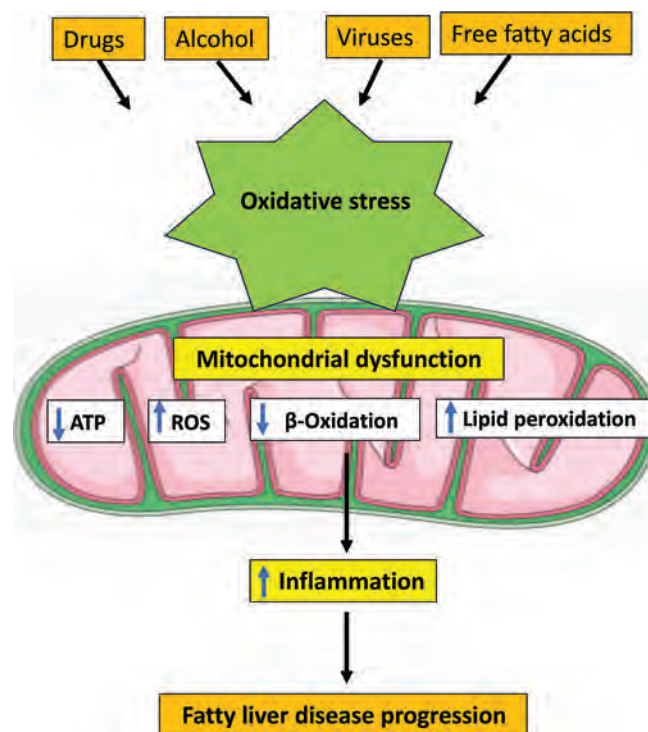 Drugs
Alcohol
Viruses
Free fatty acids
Oxidative stress
Mitochondrial dysfunction
↓ ATP
↑ ROS
↓ β-Oxidation
↑ Lipid peroxidation
↑ Inflammation
Fatty liver disease progression